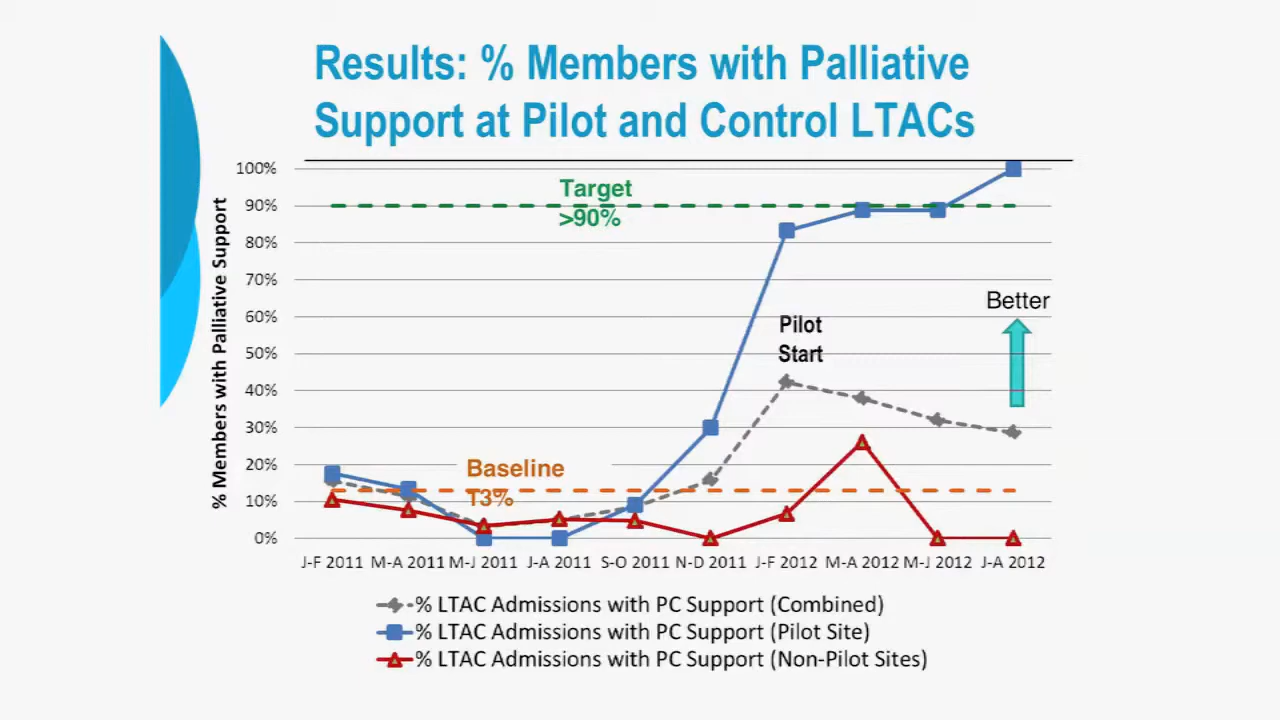 Results: % Members with Palliative
Support at Pilot and Control LTACs
% Members with Palliative Support
100%
90%
80%
70%
60%
50%
40%
30%
20%
10%
0%
Target
>90%
Pilot
Start
Better
Baseline
13%
J-F 2011 M-A 2011 M-J 2011 J-A 2011 S-O 2011 N-D 2011 J-F 2012 M-A 2012 M-J 2012 J-A 2012
% LTAC Admissions with PC Support (Combined)
% LTAC Admissions with PC Support (Pilot Site)
% LTAC Admissions with PC Support (Non-Pilot Sites)